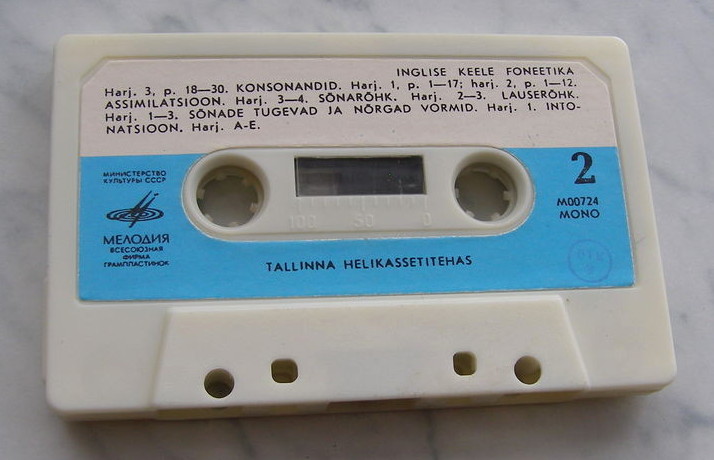 INGLISE KEELE FONEETIKA
Harj. 3, p. 18—30. KONSONANDID. Harj. 1, p. 1—17; harj. 2, p. 1—12.
ASSIMILATSIOON. Harj. 3—4. SÕNARÕHK. Harj. 2—3. LAUSERÕHK.
Harj. 1—3. SÕNADE TUGEVAD JA NÕRGAD VORMID. Harj. 1. INTO-
NATSIOON. Harj. A-E.
МИНИСТЕРСТВО
КУЛЬТУРЫ СССР
2
M00724
MONO
100 50 0
МЕЛОДИЯ
ВСЕСОЮЗНАЯ
ФИРМА
ГРАМПЛАСТИНОК
TALLINNA HELIKASSETITEHAS